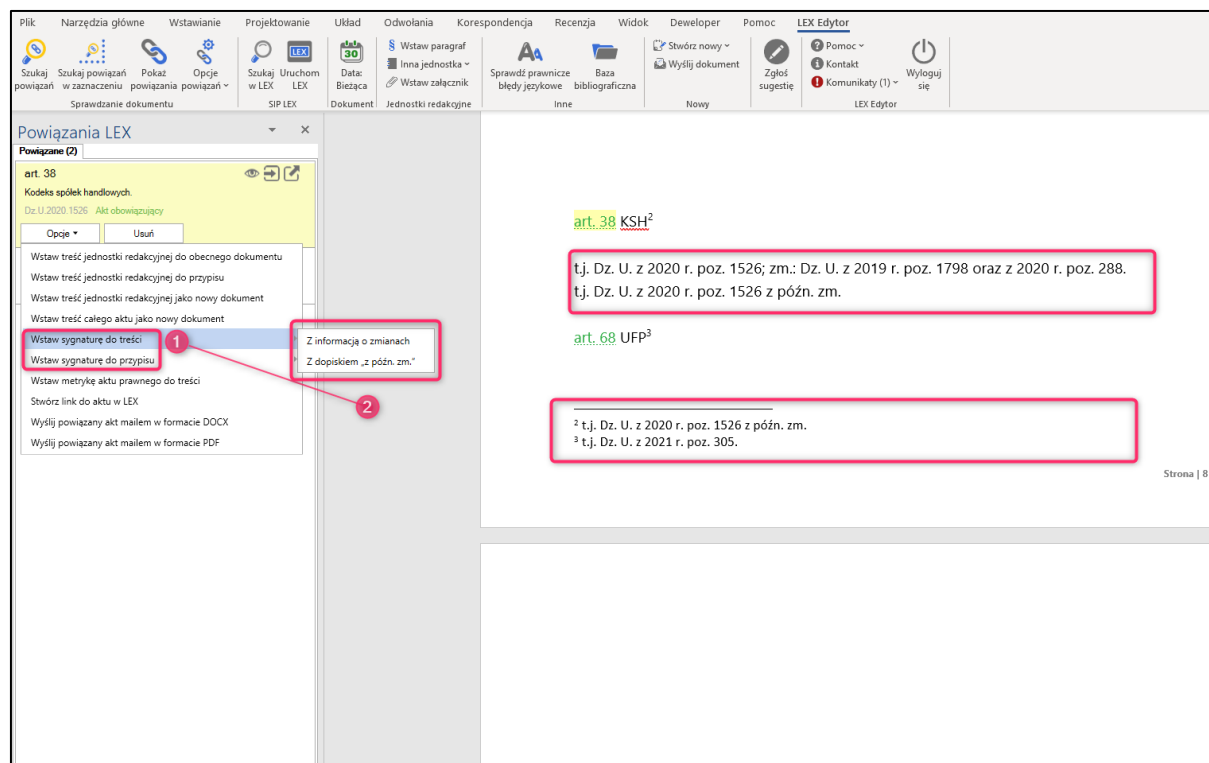 Plik Narzędzia główne Wstawianie Projektowanie Układ Odwołania Korespondencja Recenzja Widok Deweloper Pomoc LEX Edytor
Szukaj powiązań
Szukaj powiązań w zaznaczeniu
Pokaż powiązania
Opcje powiązań
Sprawdzanie dokumentu
Szukaj w LEX
LEX
Uruchom LEX
SIP LEX
30
Data: Bieżąca
Dokument
§ Wstaw paragraf
Inna jednostka
Wstaw załącznik
Jednostki redakcyjne
Sprawdź prawnicze błędy językowe
Baza bibliograficzna
Inne
Stwórz nowy
Wyślij dokument
Nowy
Zgłoś sugestię
Pomoc
Kontakt
Komunikaty (1)
Wyloguj się
LEX Edytor
Powiązania LEX
Powiązane (2)
art. 38
Kodeks spółek handlowych.
Dz.U.2020.1526 Akt obowiązujący
Opcje Usuń
Wstaw treść jednostki redakcyjnej do obecnego dokumentu
Wstaw treść jednostki redakcyjnej do przypisu
Wstaw treść jednostki redakcyjnej jako nowy dokument
Wstaw treść całego aktu jako nowy dokument
Wstaw sygnaturę do treści 1
Wstaw sygnaturę do przypisu
Wstaw metrykę aktu prawnego do treści
Stwórz link do aktu w LEX
Wyślij powiązany akt mailem w formacie DOCX
Wyślij powiązany akt mailem w formacie PDF
Z informacją o zmianach
Z dopiskiem „z późn. zm."
2
art. 38 KSH²
t.j. Dz. U. z 2020 r. poz. 1526; zm.: Dz. U. z 2019 r. poz. 1798 oraz z 2020 r. poz. 288.
t.j. Dz. U. z 2020 r. poz. 1526 z późn. zm.
art. 68 UFP³
² t.j. Dz. U. z 2020 r. poz. 1526 z późn. zm.
³ t.j. Dz. U. z 2021 r. poz. 305.
Strona | 8